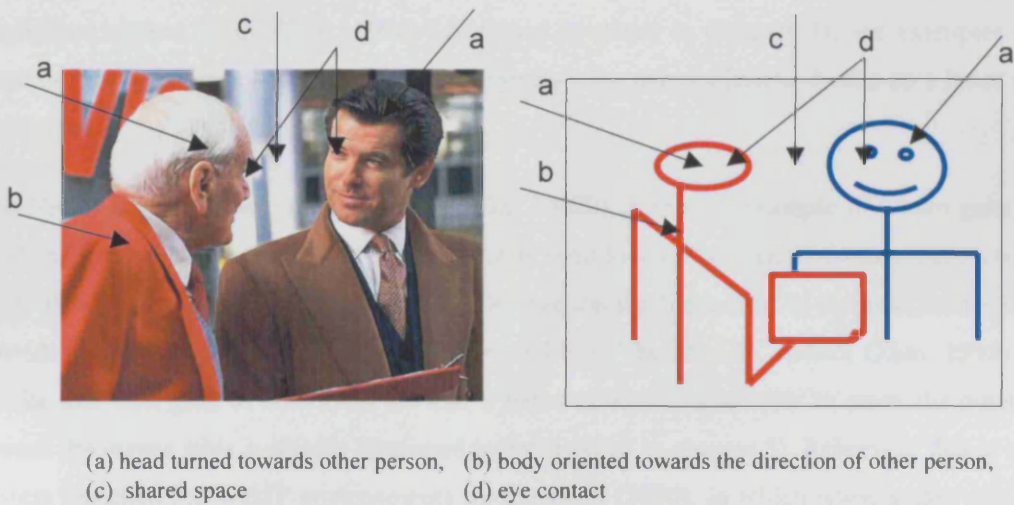 c
d
a
a
b
c
d
a
a
b
(a) head turned towards other person, (b) body oriented towards the direction of other person,
(c) shared space (d) eye contact